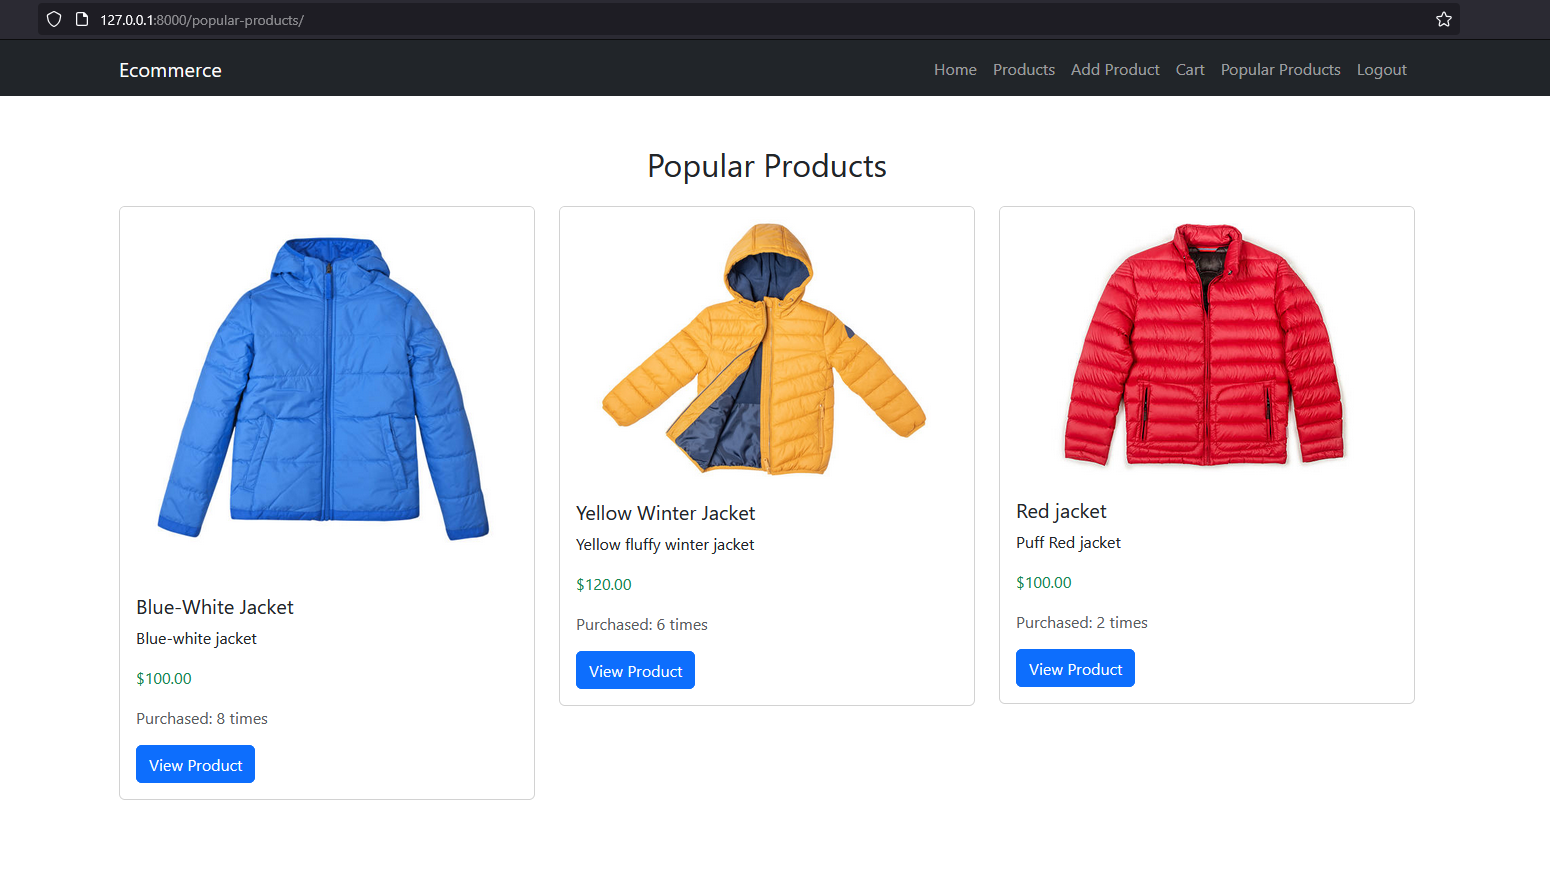 127.0.0.1:8000/popular-products/
Ecommerce
Home Products Add Product Cart Popular Products Logout
Popular Products
Blue-White Jacket
Blue-white jacket
$100.00
Purchased: 8 times
View Product
Yellow Winter Jacket
Yellow fluffy winter jacket
$120.00
Purchased: 6 times
View Product
Red jacket
Puff Red jacket
$100.00
Purchased: 2 times
View Product